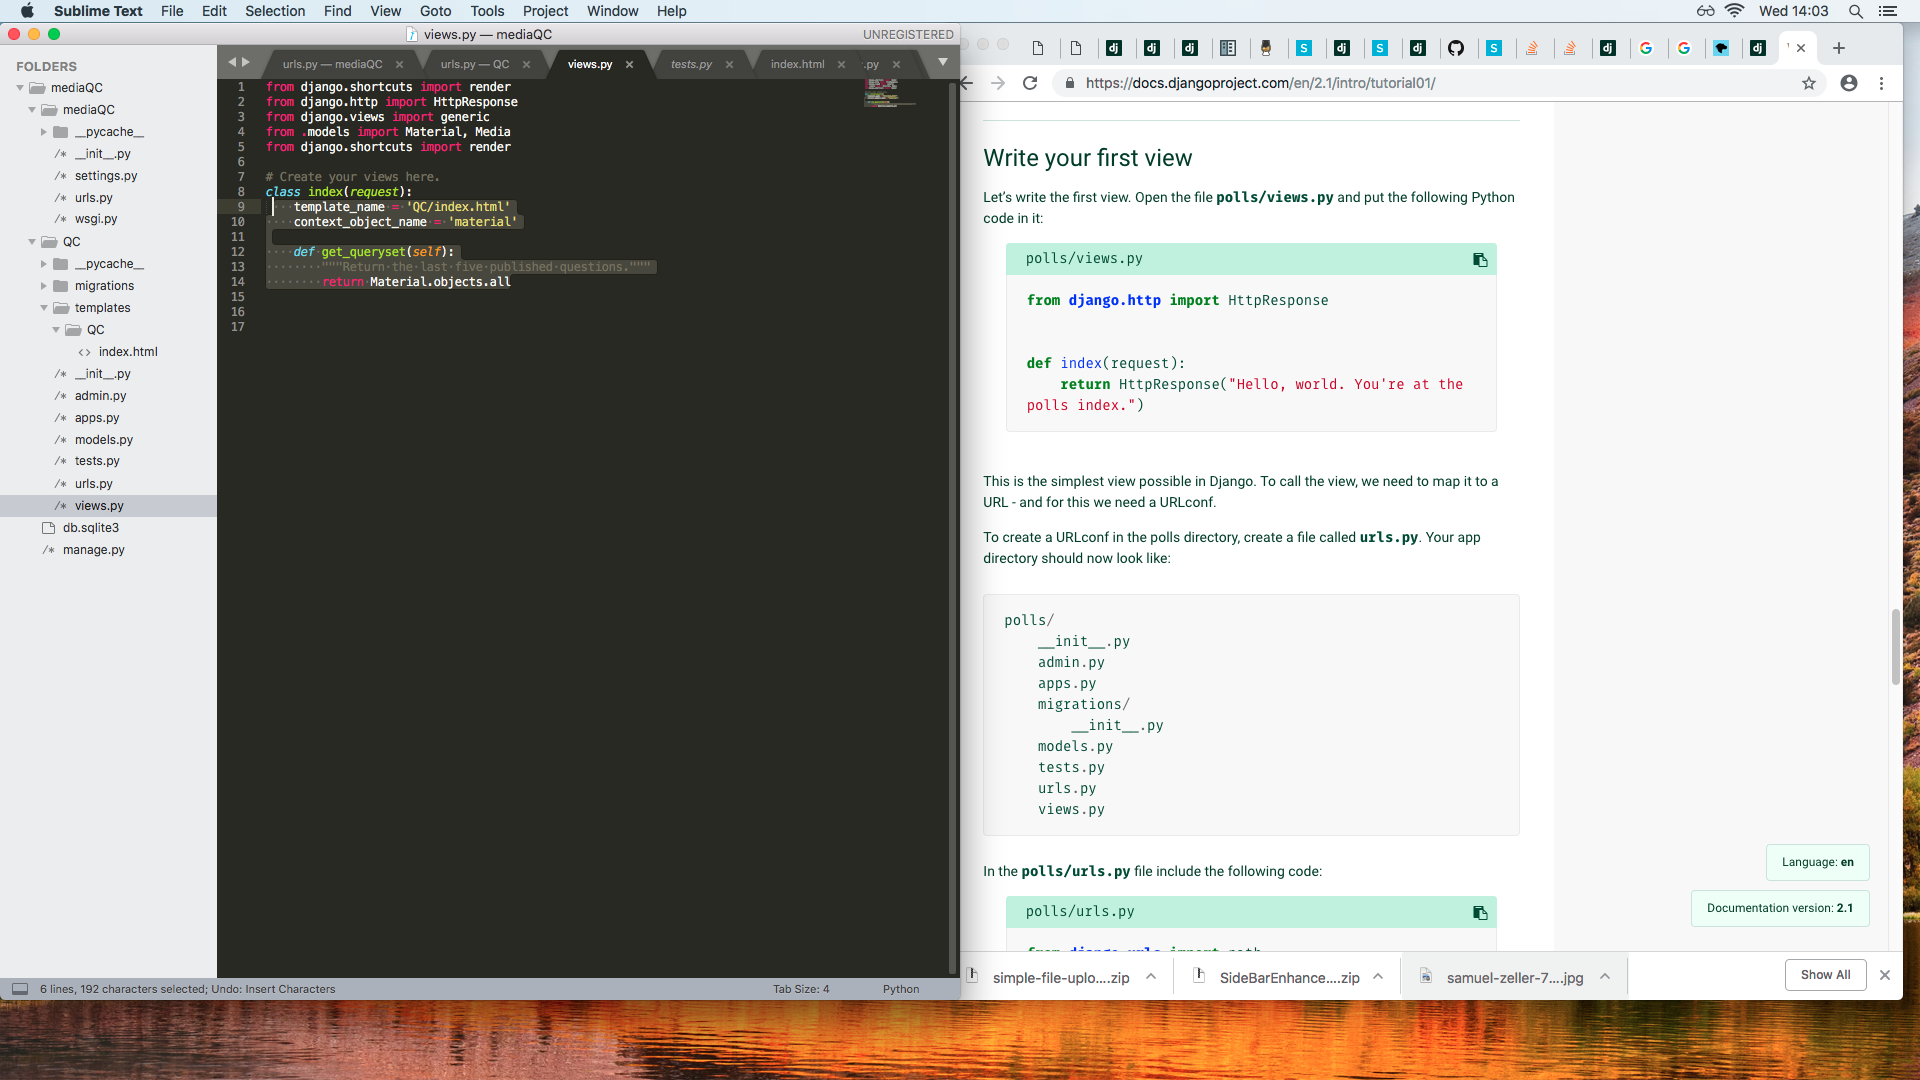 Sublime Text File Edit Selection Find View Goto Tools Project Window Help Wed 14:03
views.py — mediaQC UNREGISTERED
FOLDERS
mediaQC
mediaQC
__pycache__
/* __init__.py
/* settings.py
/* urls.py
/* wsgi.py
QC
__pycache__
migrations
templates
QC
<> index.html
/* __init__.py
/* admin.py
/* apps.py
/* models.py
/* tests.py
/* urls.py
/* views.py
db.sqlite3
/* manage.py
urls.py — mediaQC × urls.py — QC × views.py × tests.py × index.html × .py ×
1 from django.shortcuts import render
2 from django.http import HttpResponse
3 from django.views import generic
4 from .models import Material, Media
5 from django.shortcuts import render
6
7 # Create your views here.
8 class index(request):
9 template_name = 'QC/index.html'
10 context_object_name = 'material'
11
12 def get_queryset(self):
13 """Return the last five published questions."""
14 return Material.objects.all
15
16
17
6 lines, 192 characters selected; Undo: Insert Characters Tab Size: 4 Python
https://docs.djangoproject.com/en/2.1/intro/tutorial01/
Write your first view
Let's write the first view. Open the file polls/views.py and put the following Python
code in it:
polls/views.py
from django.http import HttpResponse
def index(request):
return HttpResponse("Hello, world. You're at the
polls index.")
This is the simplest view possible in Django. To call the view, we need to map it to a
URL - and for this we need a URLconf.
To create a URLconf in the polls directory, create a file called urls.py. Your app
directory should now look like:
polls/
__init__.py
admin.py
apps.py
migrations/
__init__.py
models.py
tests.py
urls.py
views.py
In the polls/urls.py file include the following code:
polls/urls.py
from django.urls import path
Language: en
Documentation version: 2.1
simple-file-uplo....zip SideBarEnhance....zip samuel-zeller-7....jpg Show All